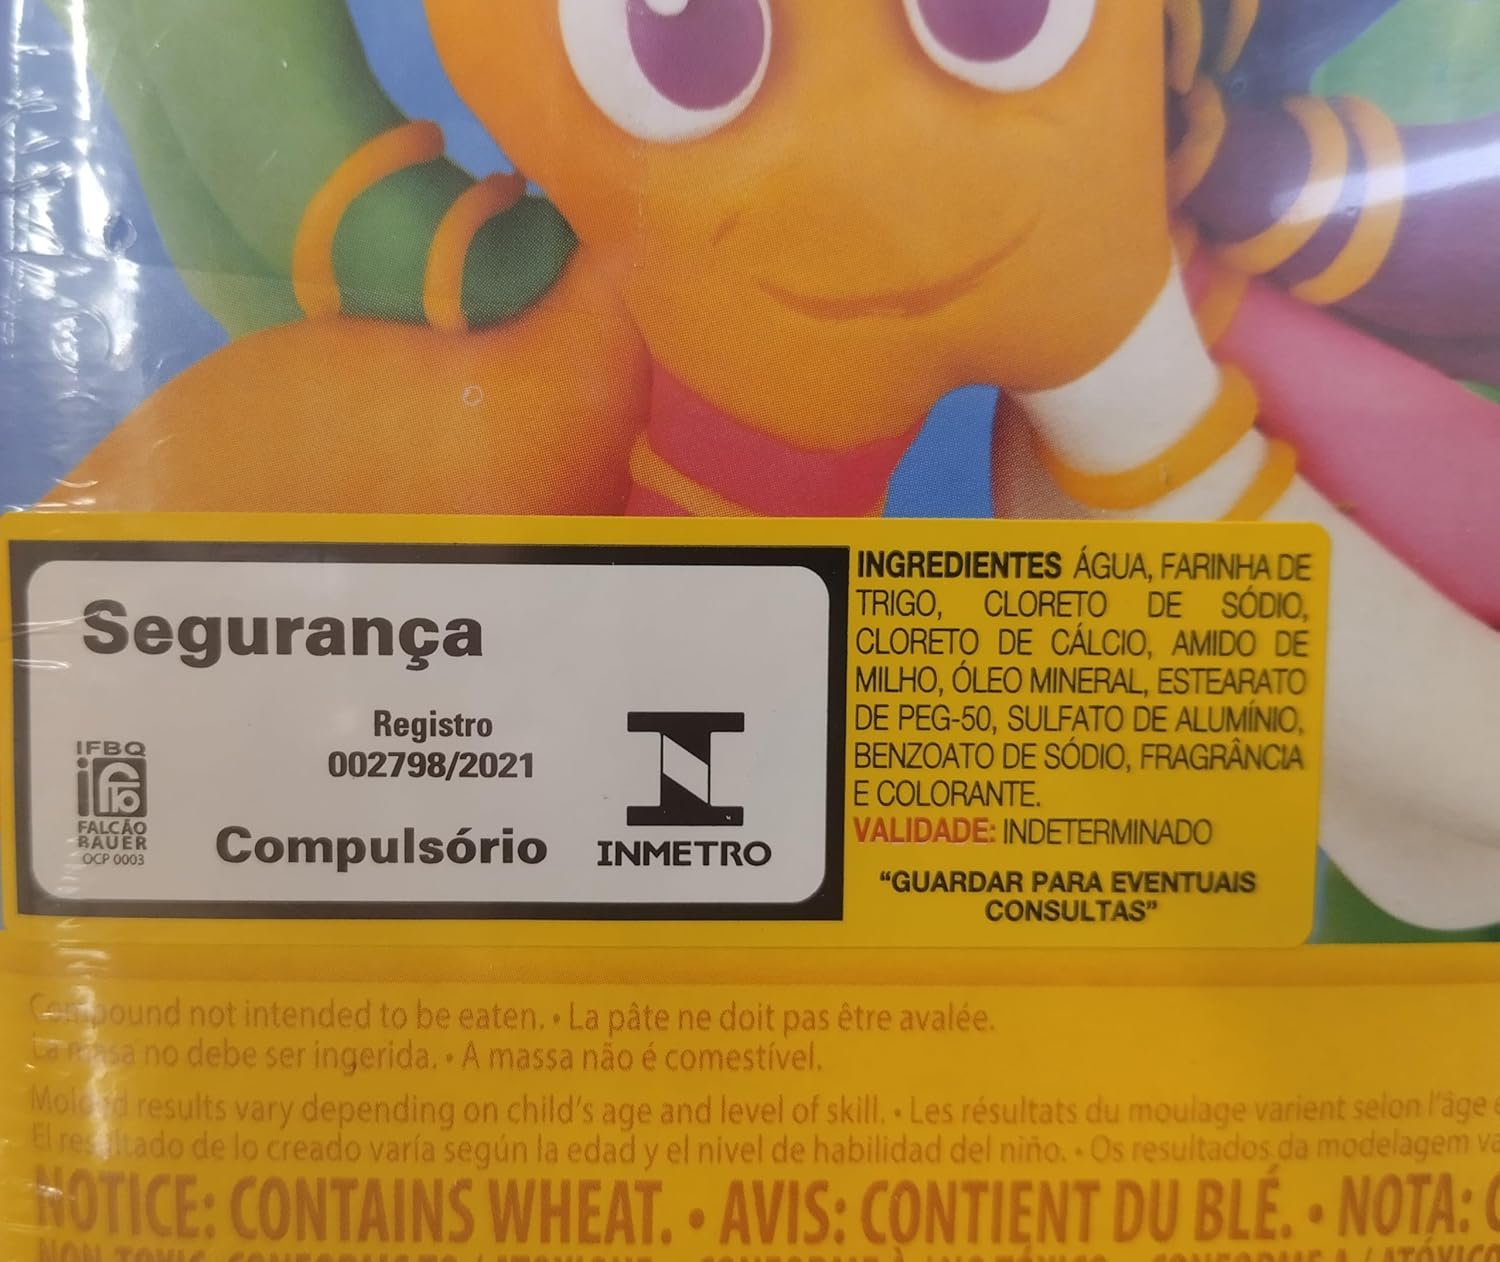 Segurança
Registro
002798/2021
Compulsório
IFBQ
FALCÃO
BAUER
OCP 0003
INMETRO
INGREDIENTES ÁGUA, FARINHA DE
TRIGO, CLORETO DE SÓDIO,
CLORETO DE CÁLCIO, AMIDO DE
MILHO, ÓLEO MINERAL, ESTEARATO
DE PEG-50, SULFATO DE ALUMÍNIO,
BENZOATO DE SÓDIO, FRAGRÂNCIA
E COLORANTE.
VALIDADE: INDETERMINADO
“GUARDAR PARA EVENTUAIS
CONSULTAS”
Compound not intended to be eaten. • La pâte ne doit pas être avalée.
La masa no debe ser ingerida. • A massa não é comestível.
Molded results vary depending on child's age and level of skill. • Les résultats du moulage varient selon l'âge
El resultado de lo creado varía según la edad y el nivel de habilidad del niño. • Os resultados da modelagem
NOTICE: CONTAINS WHEAT. • AVIS: CONTIENT DU BLÉ. • NOTA: